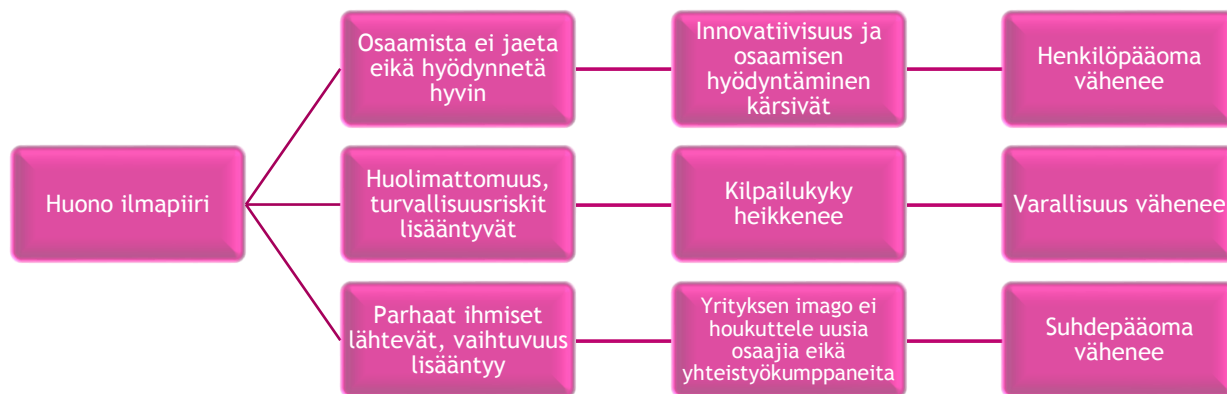 Osaamista ei jaeta
eikä hyödynnetä
hyvin
Innovatiivisuus ja
osaamisen
hyödyntäminen
kärsivät
Henkilöpääoma
vähenee
Huono ilmapiiri
Huolimattomuus,
turvallisuusriskit
lisääntyvät
Kilpailukyky
heikkenee
Varallisuus vähenee
Parhaat ihmiset
lähtevät, vaihtuvuus
lisääntyy
Yrityksen imago ei
houkuttele uusia
osaajia eikä
yhteistyökumppaneita
Suhdepääoma
vähenee